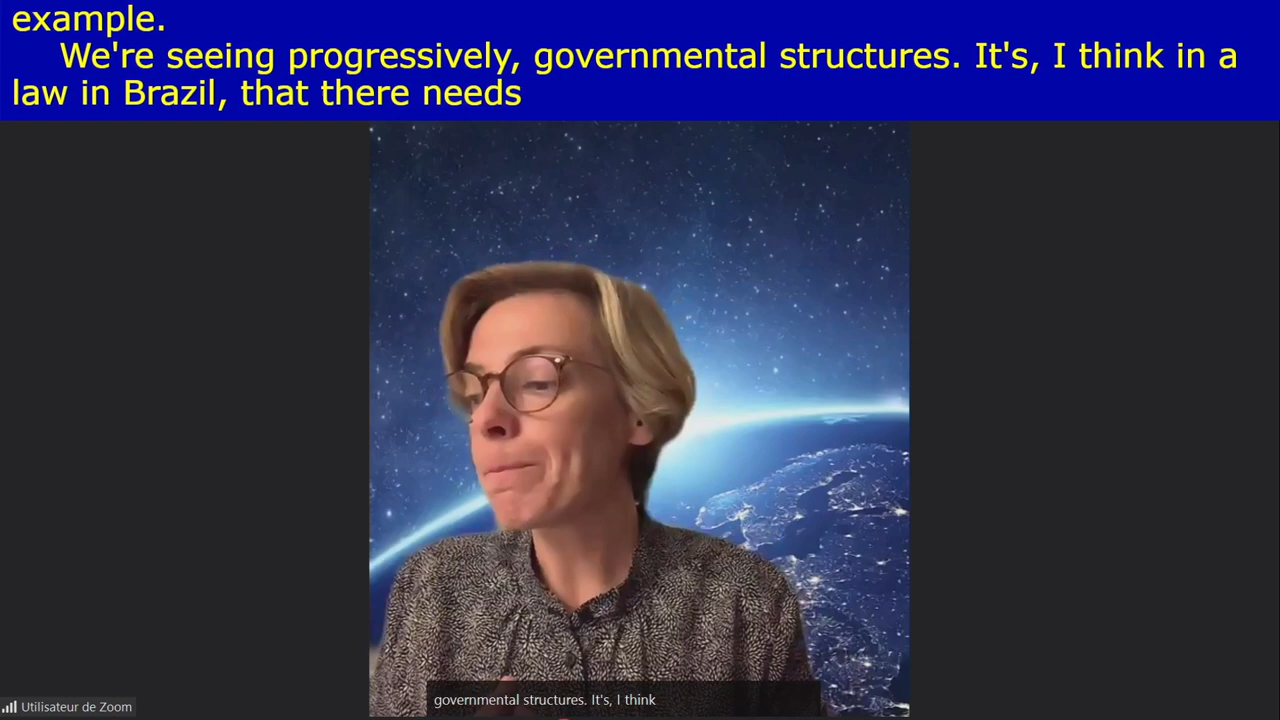 example.
We're seeing progressively, governmental structures. It's, I think in a
law in Brazil, that there needs
governmental structures. It's, I think
Utilisateur de Zoom